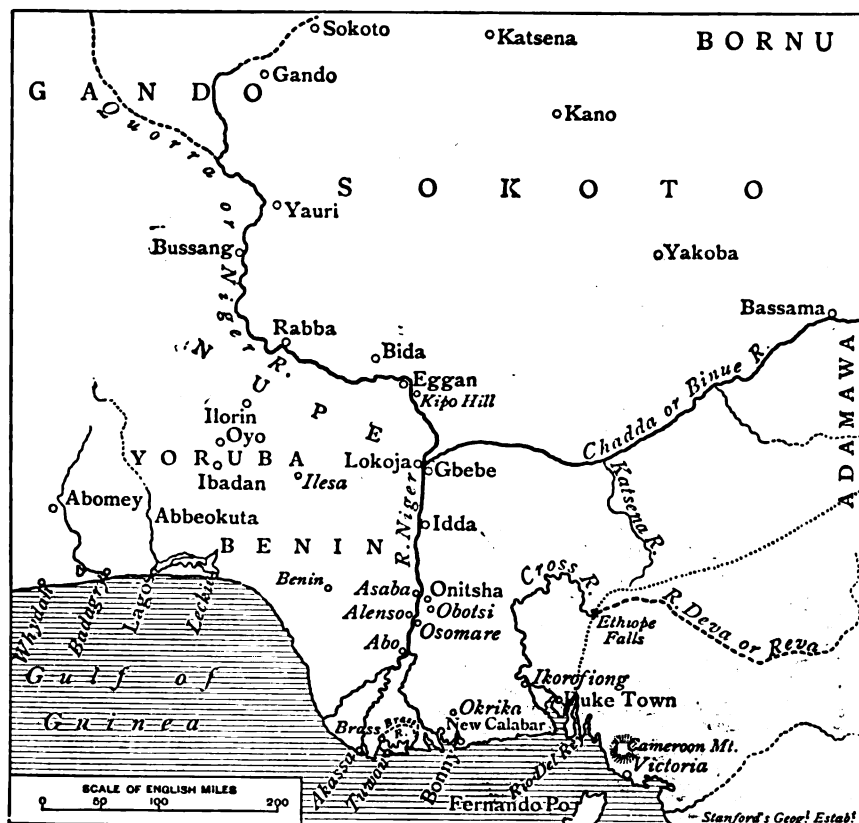 Sokoto
Katsena
BORNU
Gando
GANDO
Kano
Quorra or Niger R.
SOKOTO
Yauri
Bussang
Yakoba
Bassama
Rabba
Bida
NUPE
Eggan
Kipo Hill
Chadda or Binue R.
ADAMAWA
Ilorin
Oyo
YORUBA
Lokoja
Gbebe
Ibadan
Ilesa
Katsena R.
Abomey
Abbeokuta
R. Niger
Idda
BENIN
Cross R.
Benin
Asaba
Onitsha
Alenso
Obotsi
Osomare
Ethiope
Falls
R. Deva or Reva
Whydah
Badagry
Lagos
Lecki
Abo
Gulf of
Guinea
Ikorofiong
Duke Town
Okrika
New Calabar
Brass
Brass
R.
Akassa
Tuwau
Bonny
Rio Del Rey
Cameroon Mt.
Victoria
Fernando Po
SCALE OF ENGLISH MILES
0 50 100 200
Stanford's Geogl. Estabt.